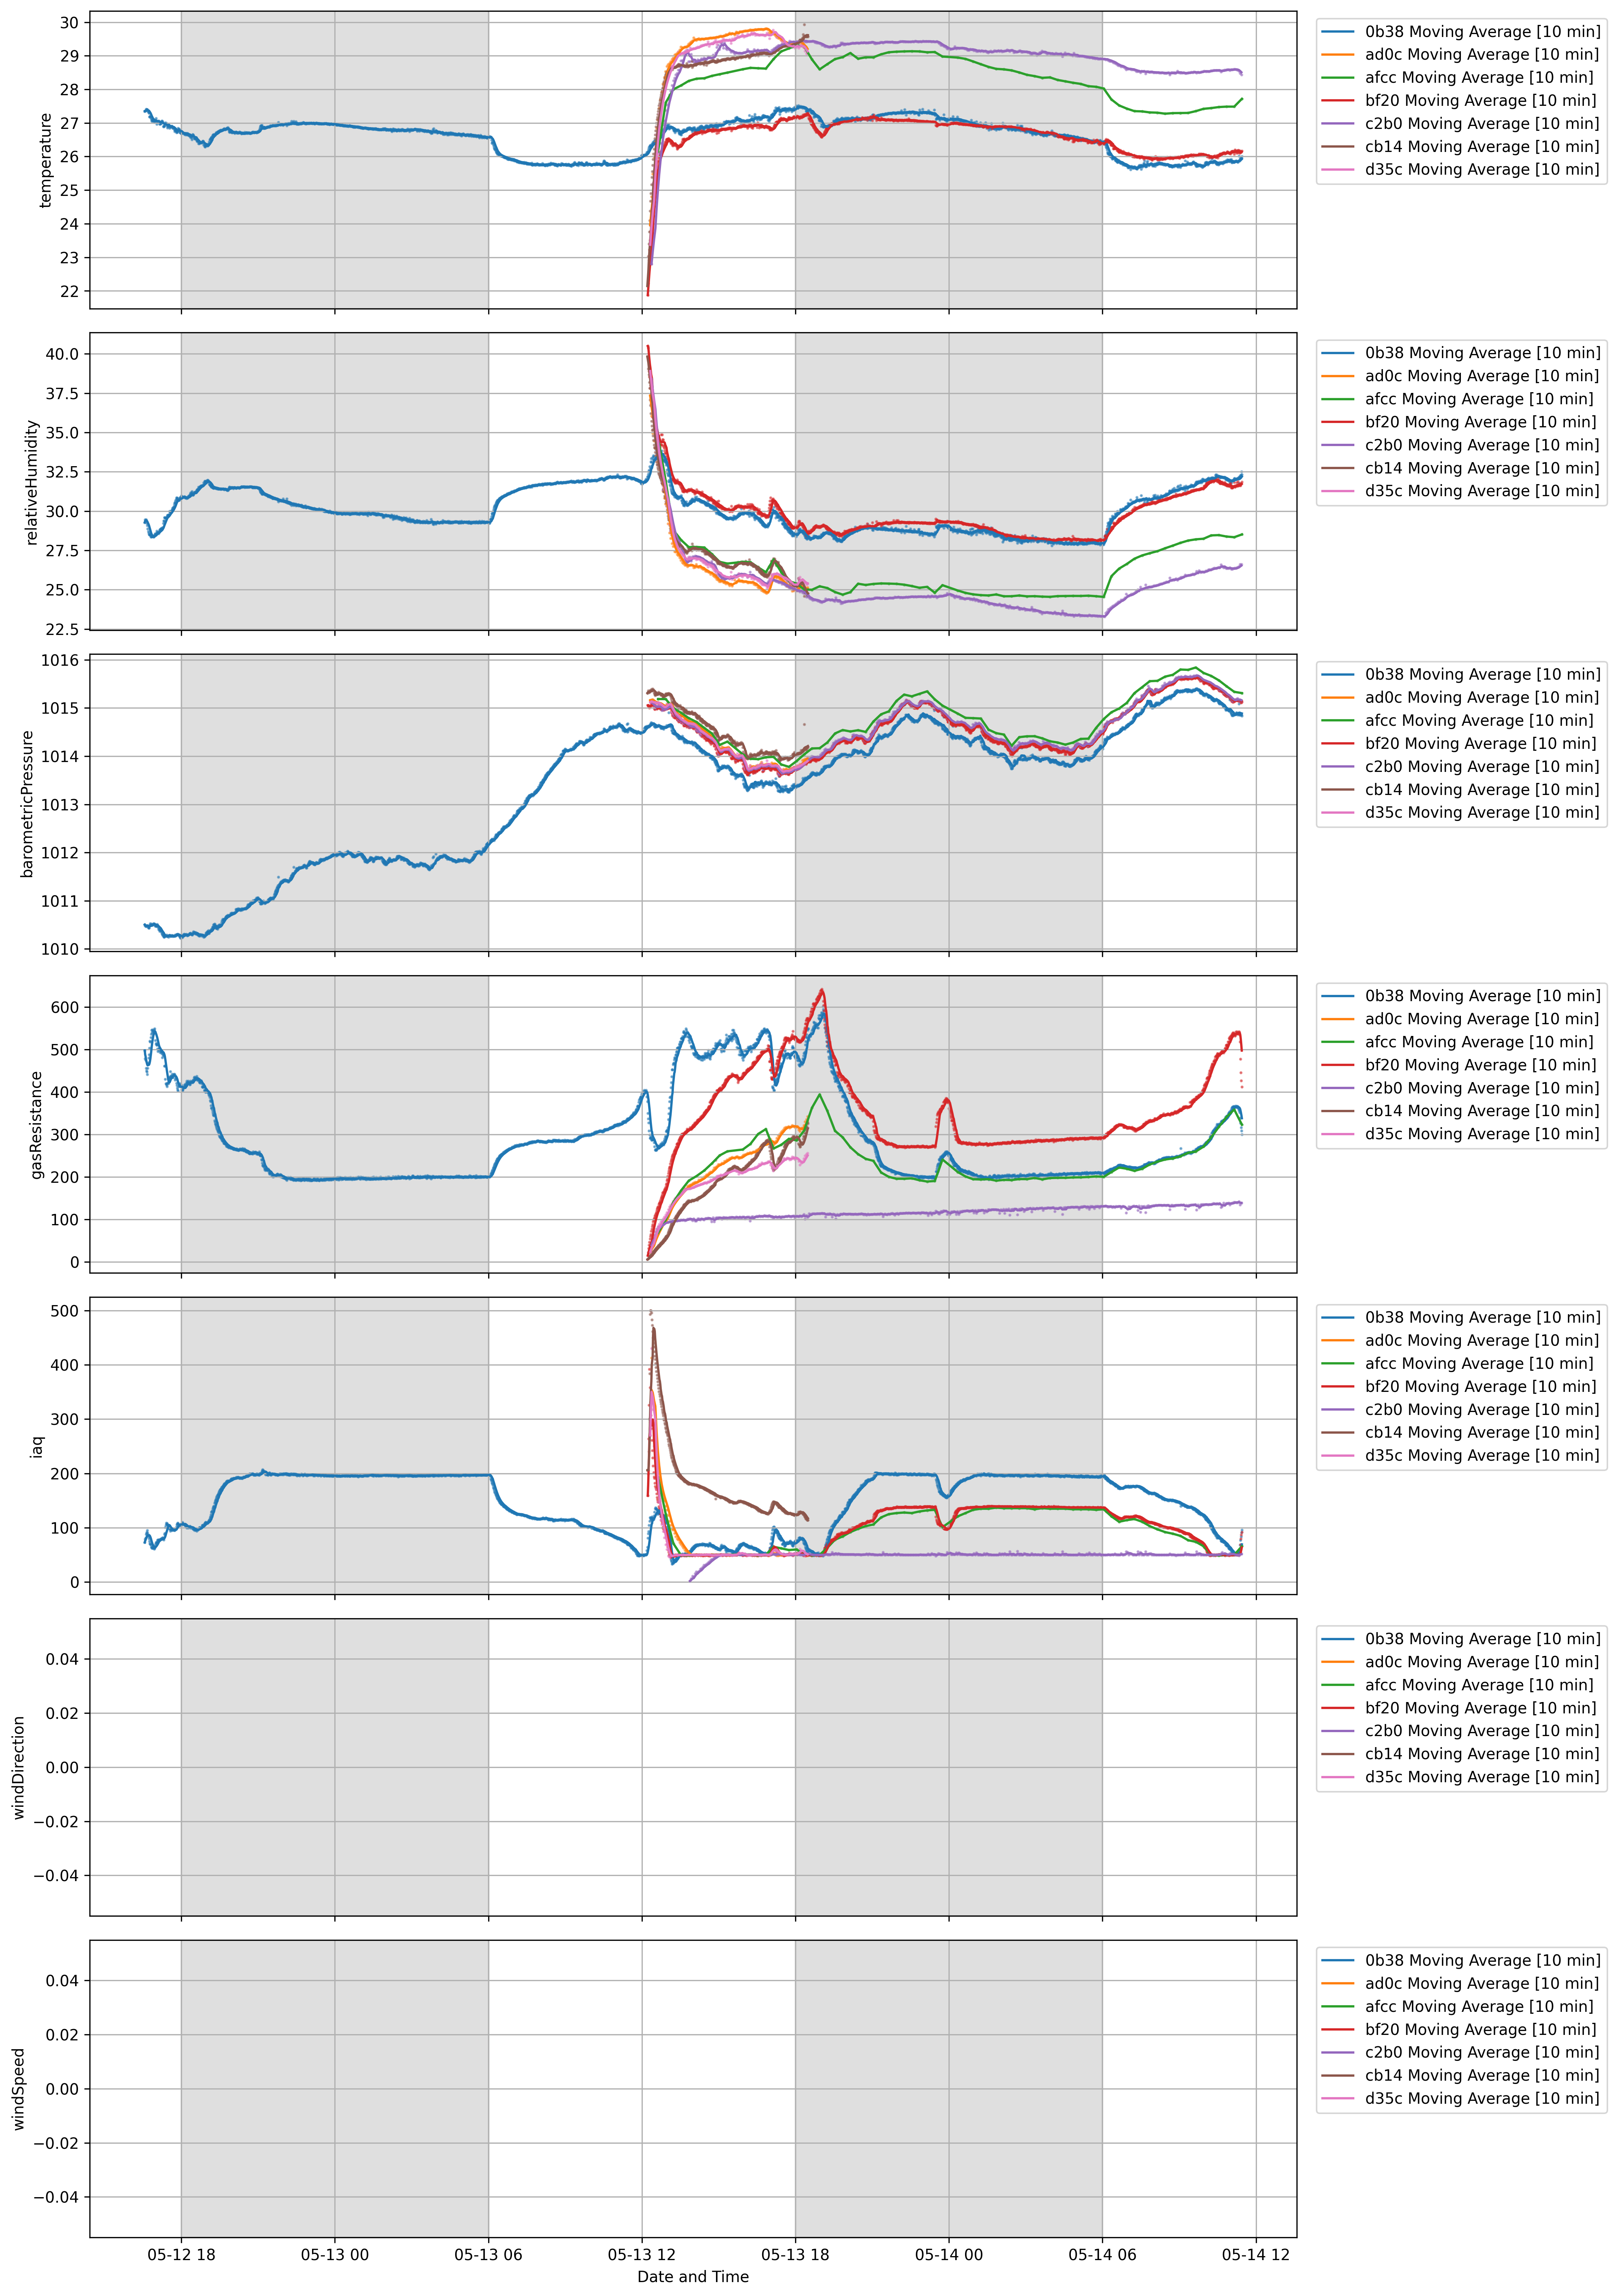 30
29
28
27
26
25
24
23
22
temperature
0b38 Moving Average [10 min]
ad0c Moving Average [10 min]
afcc Moving Average [10 min]
bf20 Moving Average [10 min]
c2b0 Moving Average [10 min]
cb14 Moving Average [10 min]
d35c Moving Average [10 min]
40.0
37.5
35.0
32.5
30.0
27.5
25.0
22.5
relativeHumidity
0b38 Moving Average [10 min]
ad0c Moving Average [10 min]
afcc Moving Average [10 min]
bf20 Moving Average [10 min]
c2b0 Moving Average [10 min]
cb14 Moving Average [10 min]
d35c Moving Average [10 min]
1016
1015
1014
1013
1012
1011
1010
barometricPressure
0b38 Moving Average [10 min]
ad0c Moving Average [10 min]
afcc Moving Average [10 min]
bf20 Moving Average [10 min]
c2b0 Moving Average [10 min]
cb14 Moving Average [10 min]
d35c Moving Average [10 min]
600
500
400
300
200
100
0
gasResistance
0b38 Moving Average [10 min]
ad0c Moving Average [10 min]
afcc Moving Average [10 min]
bf20 Moving Average [10 min]
c2b0 Moving Average [10 min]
cb14 Moving Average [10 min]
d35c Moving Average [10 min]
500
400
300
200
100
0
iaq
0b38 Moving Average [10 min]
ad0c Moving Average [10 min]
afcc Moving Average [10 min]
bf20 Moving Average [10 min]
c2b0 Moving Average [10 min]
cb14 Moving Average [10 min]
d35c Moving Average [10 min]
0.04
0.02
0.00
−0.02
−0.04
windDirection
0b38 Moving Average [10 min]
ad0c Moving Average [10 min]
afcc Moving Average [10 min]
bf20 Moving Average [10 min]
c2b0 Moving Average [10 min]
cb14 Moving Average [10 min]
d35c Moving Average [10 min]
0.04
0.02
0.00
−0.02
−0.04
windSpeed
0b38 Moving Average [10 min]
ad0c Moving Average [10 min]
afcc Moving Average [10 min]
bf20 Moving Average [10 min]
c2b0 Moving Average [10 min]
cb14 Moving Average [10 min]
d35c Moving Average [10 min]
05-12 18
05-13 00
05-13 06
05-13 12
05-13 18
05-14 00
05-14 06
05-14 12
Date and Time